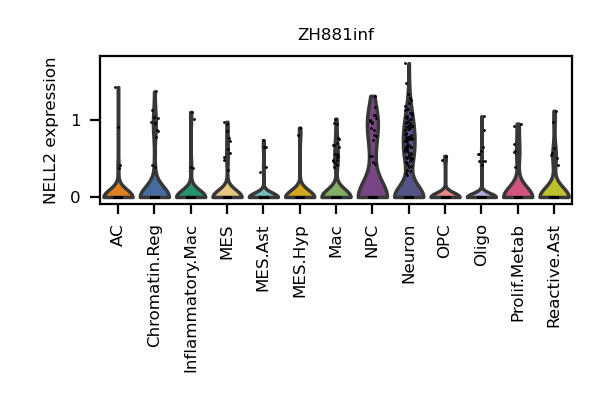 ZH881inf
NELL2 expression
1
0
AC
Chromatin.Reg
Inflammatory.Mac
MES
MES.Ast
MES.Hyp
Mac
NPC
Neuron
OPC
Oligo
Prolif.Metab
Reactive.Ast